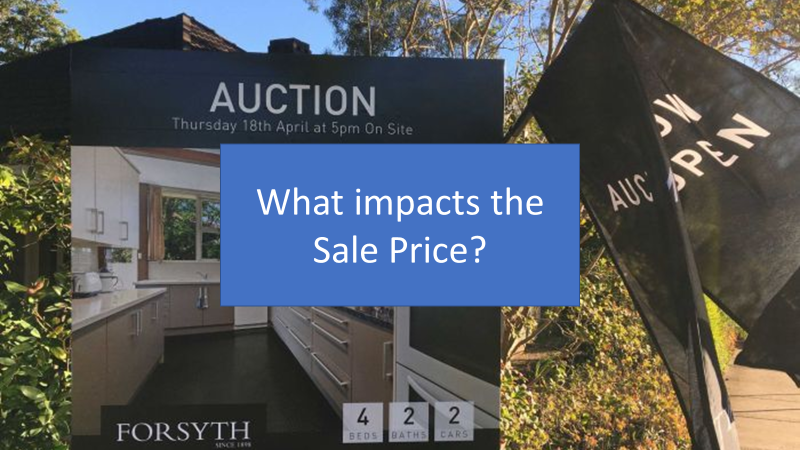 AUCTION
Thursday 18th April at 5pm On Site
What impacts the
Sale Price?
OPEN
AUC
FORSYTH
SINCE 1898
4 2 2
BEDS BATHS CARS